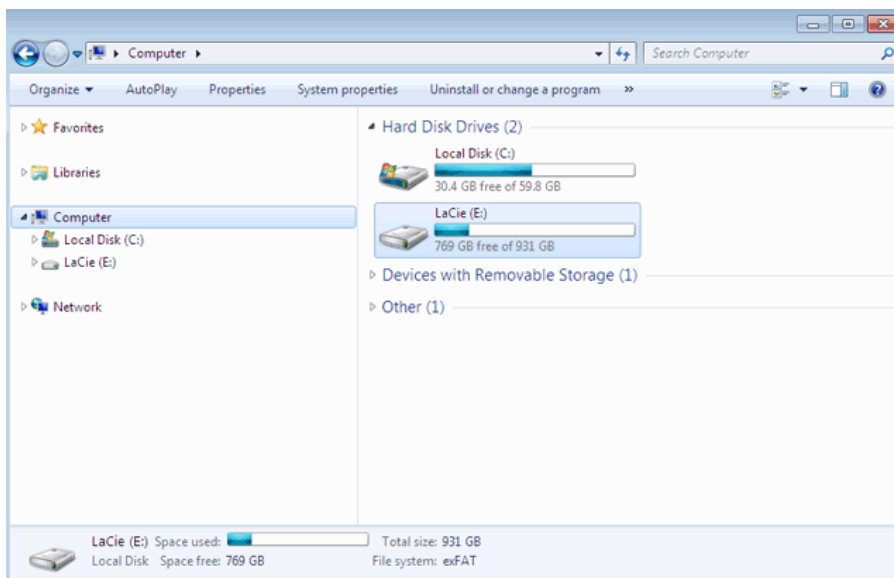 Computer
Search Computer
Organize AutoPlay Properties System properties Uninstall or change a program »
Favorites
Libraries
Computer
Local Disk (C:)
LaCie (E:)
Network
Hard Disk Drives (2)
Local Disk (C:)
30.4 GB free of 59.8 GB
LaCie (E:)
769 GB free of 931 GB
Devices with Removable Storage (1)
Other (1)
LaCie (E:) Space used: Total size: 931 GB
Local Disk Space free: 769 GB File system: exFAT